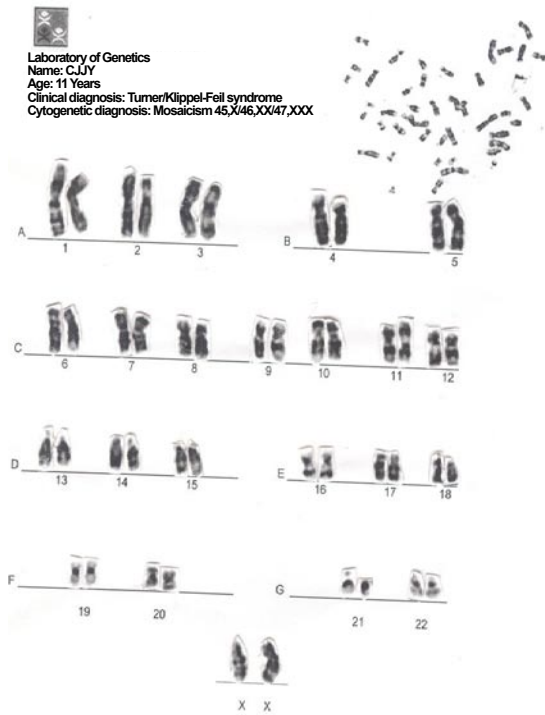 Laboratory of Genetics
Name: CJJY
Age: 11 Years
Clinical diagnosis: Turner/Klippel-Feil syndrome
Cytogenetic diagnosis: Mosaicism 45,X/46,XX/47,XXX
4
A
1 2 3
B
4 5
C
6 7 8 9 10 11 12
D
13 14 15
E
16 17 18
F
19 20
G
21 22
X X